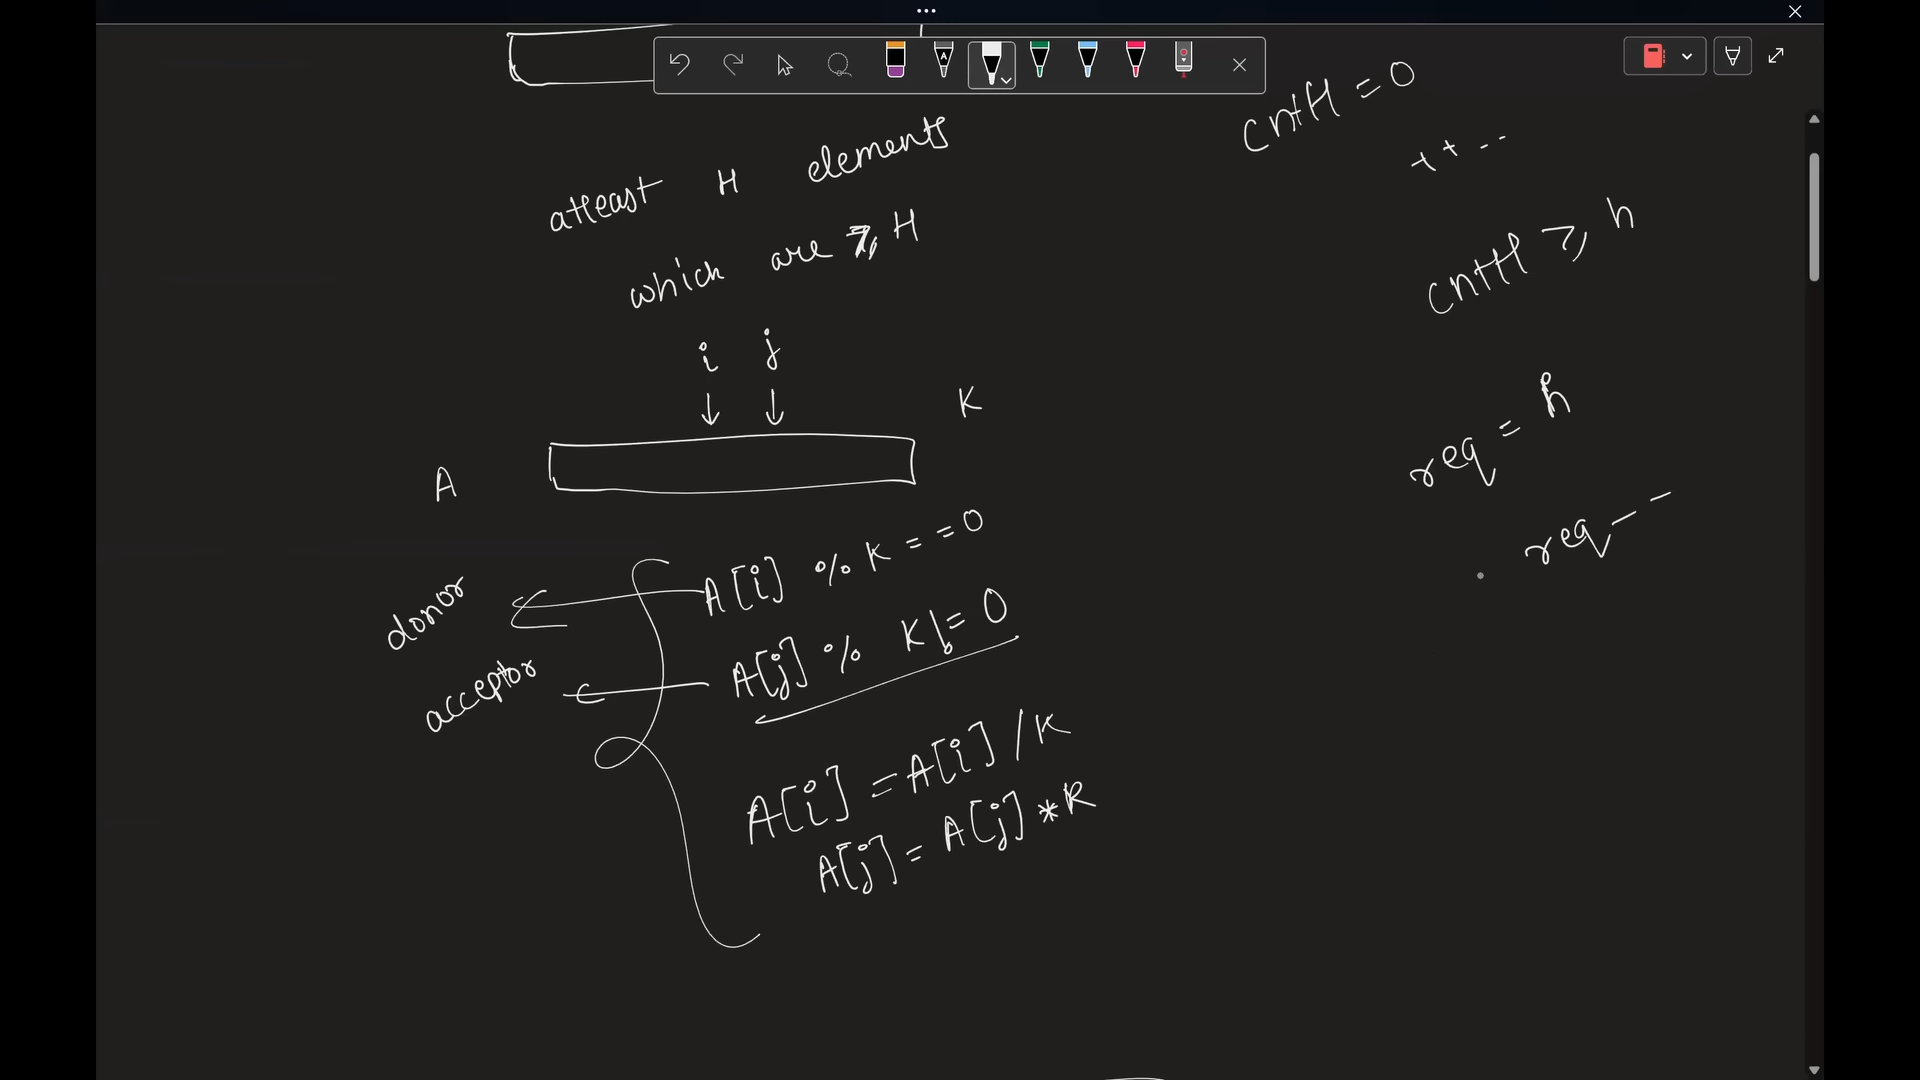 atleast H elements
which are ⩾ H
i j
↓ ↓
K
A
A[i] % K == 0
donor
A[j] % K != 0
acceptor
A[i] = A[i] / K
A[j] = A[j] * K
cntH = 0
++ --
cntH ⩾ h
req = h
req --